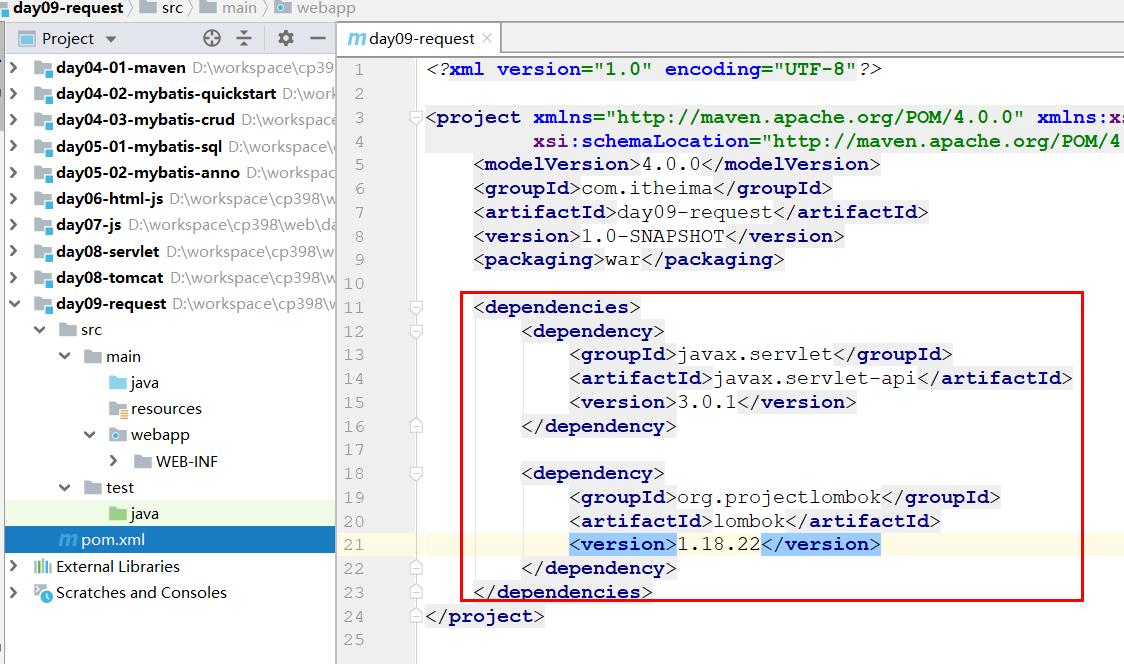 day09-request src main webapp
Project
day09-request
day04-01-maven D:\workspace\cp39
day04-02-mybatis-quickstart D:\work
day04-03-mybatis-crud D:\workspace
day05-01-mybatis-sql D:\workspace\c
day05-02-mybatis-anno D:\workspac
day06-html-js D:\workspace\cp398\w
day07-js D:\workspace\cp398\web\da
day08-servlet D:\workspace\cp398\w
day08-tomcat D:\workspace\cp398\w
day09-request D:\workspace\cp398\w
src
main
java
resources
webapp
WEB-INF
test
java
pom.xml
External Libraries
Scratches and Consoles
1 <?xml version="1.0" encoding="UTF-8"?>
2
3 <project xmlns="http://maven.apache.org/POM/4.0.0" xmlns:xs
4 xsi:schemaLocation="http://maven.apache.org/POM/4
5 <modelVersion>4.0.0</modelVersion>
6 <groupId>com.itheima</groupId>
7 <artifactId>day09-request</artifactId>
8 <version>1.0-SNAPSHOT</version>
9 <packaging>war</packaging>
10
11 <dependencies>
12 <dependency>
13 <groupId>javax.servlet</groupId>
14 <artifactId>javax.servlet-api</artifactId>
15 <version>3.0.1</version>
16 </dependency>
17
18 <dependency>
19 <groupId>org.projectlombok</groupId>
20 <artifactId>lombok</artifactId>
21 <version>1.18.22</version>
22 </dependency>
23 </dependencies>
24 </project>
25